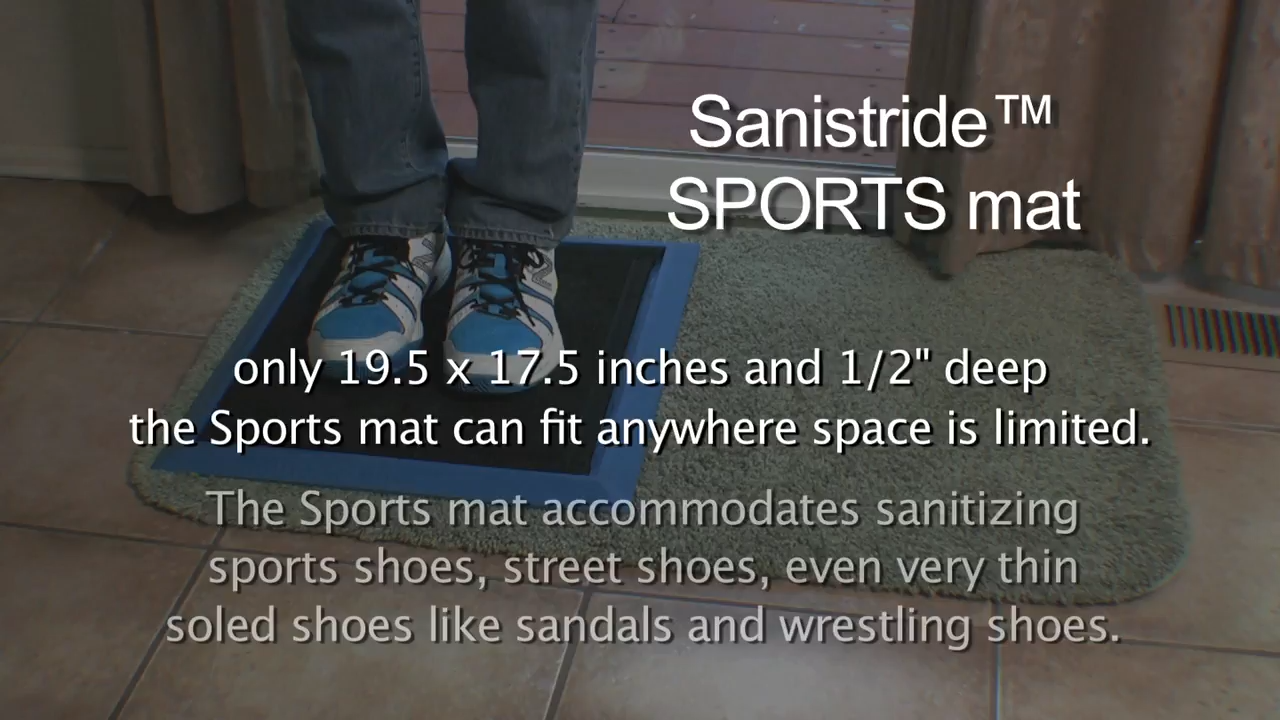 Sanistride™
SPORTS mat
only 19.5 x 17.5 inches and 1/2" deep
the Sports mat can fit anywhere space is limited.
The Sports mat accommodates sanitizing
sports shoes, street shoes, even very thin
soled shoes like sandals and wrestling shoes.